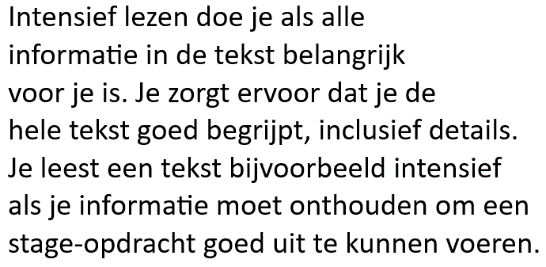 Intensief lezen doe je als alle
informatie in de tekst belangrijk
voor je is. Je zorgt ervoor dat je de
hele tekst goed begrijpt, inclusief details.
Je leest een tekst bijvoorbeeld intensief
als je informatie moet onthouden om een
stage-opdracht goed uit te kunnen voeren.